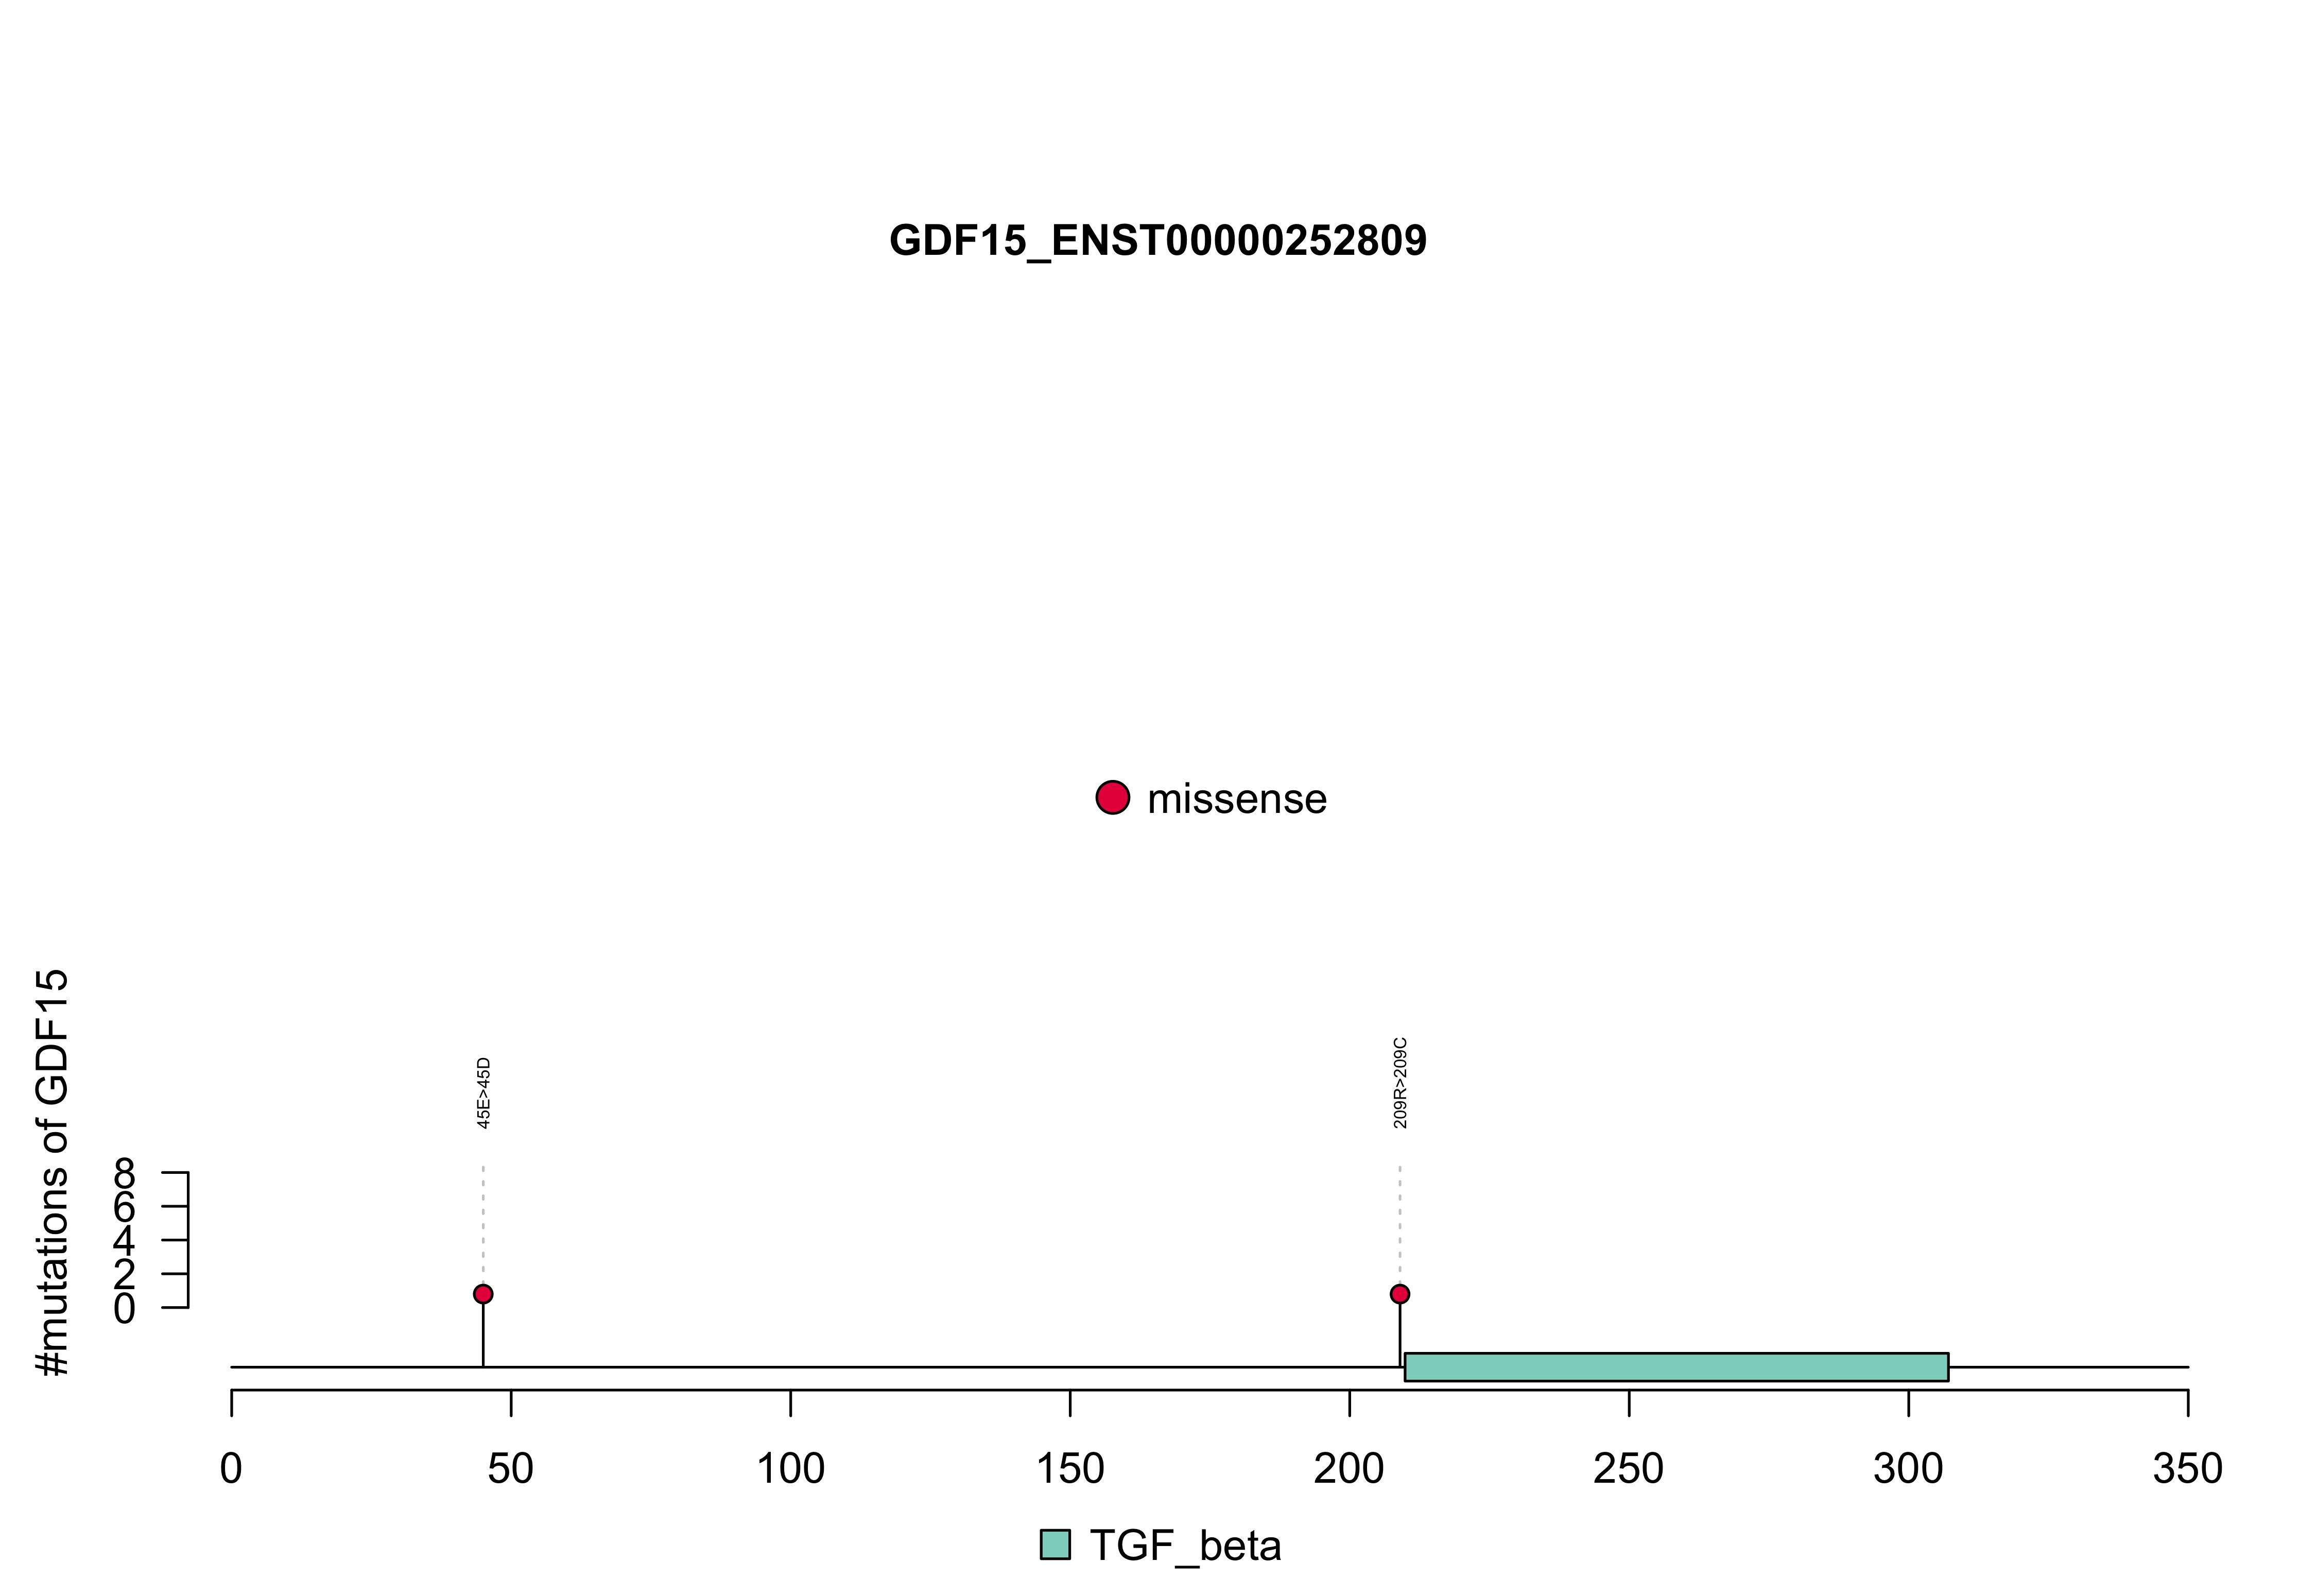 GDF15_ENST00000252809
missense
#mutations of GDF15
45E>45D
209R>209C
8
6
4
2
0
0 50 100 150 200 250 300 350
TGF_beta